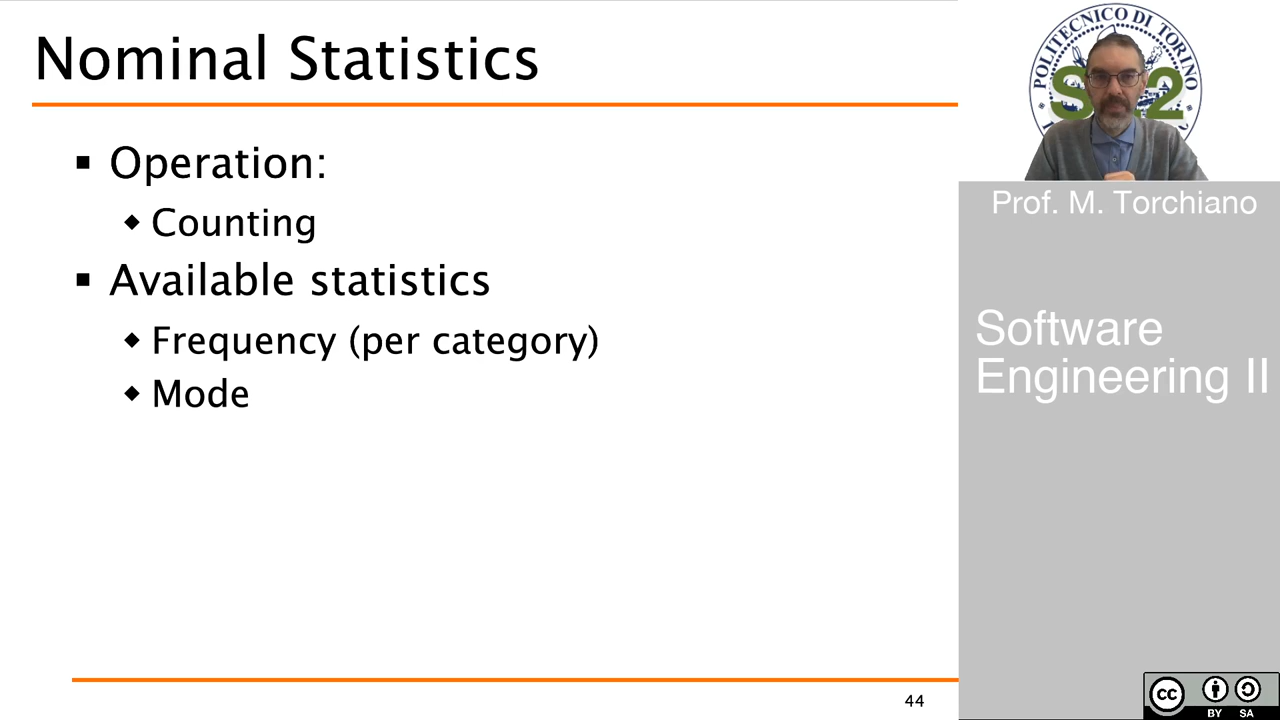 Nominal Statistics
▪ Operation:
◆ Counting
▪ Available statistics
◆ Frequency (per category)
◆ Mode
44
POLITECNICO DI TORINO
Prof. M. Torchiano
Software
Engineering II
cc
BY SA